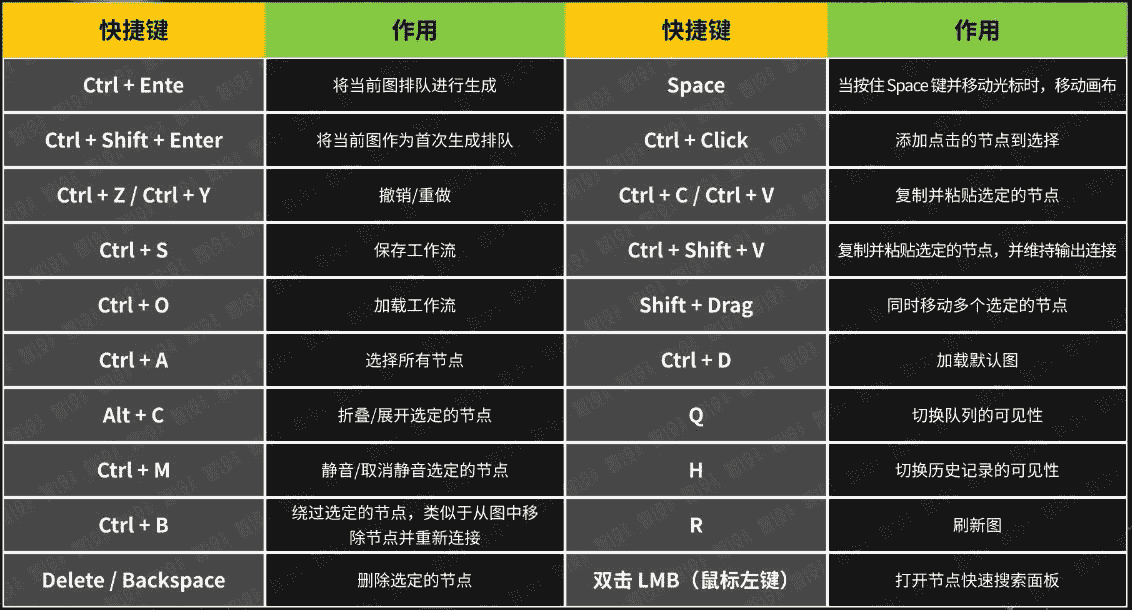 快捷键 作用 快捷键 作用
Ctrl + Ente 将当前图排队进行生成 Space 当按住 Space 键并移动光标时，移动画布
Ctrl + Shift + Enter 将当前图作为首次生成排队 Ctrl + Click 添加点击的节点到选择
Ctrl + Z / Ctrl + Y 撤销/重做 Ctrl + C / Ctrl + V 复制并粘贴选定的节点
Ctrl + S 保存工作流 Ctrl + Shift + V 复制并粘贴选定的节点，并维持输出连接
Ctrl + O 加载工作流 Shift + Drag 同时移动多个选定的节点
Ctrl + A 选择所有节点 Ctrl + D 加载默认图
Alt + C 折叠/展开选定的节点 Q 切换队列的可见性
Ctrl + M 静音/取消静音选定的节点 H 切换历史记录的可见性
Ctrl + B 绕过选定的节点，类似于从图中移
除节点并重新连接 R 刷新图
Delete / Backspace 删除选定的节点 双击 LMB（鼠标左键） 打开节点快速搜索面板